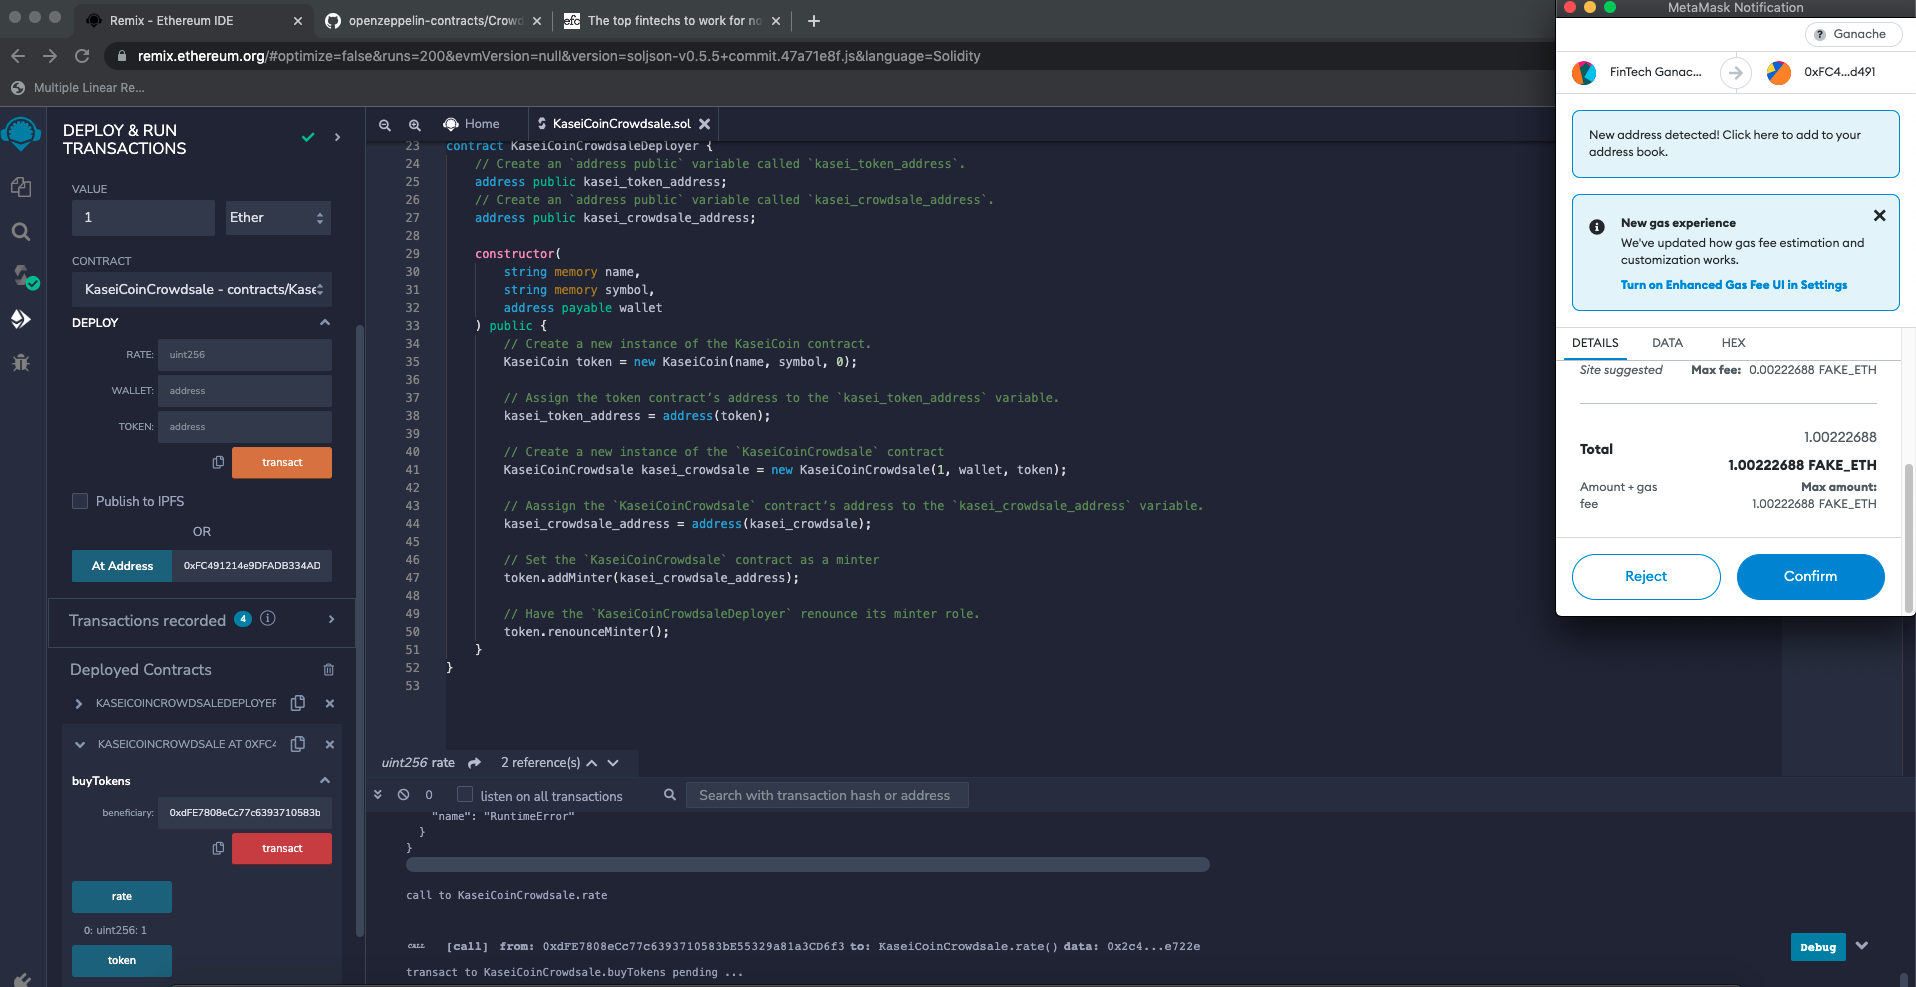 Remix - Ethereum IDE
openzeppelin-contracts/Crowd
efc
The top fintechs to work for no
remix.ethereum.org/#optimize=false&runs=200&evmVersion=null&version=soljson-v0.5.5+commit.47a71e8f.js&language=Solidity
Multiple Linear Re...
DEPLOY & RUN
TRANSACTIONS
VALUE
1
Ether
CONTRACT
KaseiCoinCrowdsale - contracts/Kase
DEPLOY
RATE: uint256
WALLET: address
TOKEN: address
transact
Publish to IPFS
OR
At Address 0xFC491214e9DFADB334AD
Transactions recorded 4
Deployed Contracts
KASEICOINCROWDSALEDEPLOYER
KASEICOINCROWDSALE AT 0XFC4
buyTokens
beneficiary: 0xdFE7808eCc77c6393710583b
transact
rate
0: uint256: 1
token
Home
KaseiCoinCrowdsale.sol
23 contract KaseiCoinCrowdsaleDeployer {
24 // Create an `address public` variable called `kasei_token_address`.
25 address public kasei_token_address;
26 // Create an `address public` variable called `kasei_crowdsale_address`.
27 address public kasei_crowdsale_address;
28
29 constructor(
30 string memory name,
31 string memory symbol,
32 address payable wallet
33 ) public {
34 // Create a new instance of the KaseiCoin contract.
35 KaseiCoin token = new KaseiCoin(name, symbol, 0);
36
37 // Assign the token contract’s address to the `kasei_token_address` variable.
38 kasei_token_address = address(token);
39
40 // Create a new instance of the `KaseiCoinCrowdsale` contract
41 KaseiCoinCrowdsale kasei_crowdsale = new KaseiCoinCrowdsale(1, wallet, token);
42
43 // Aassign the `KaseiCoinCrowdsale` contract’s address to the `kasei_crowdsale_address` variable.
44 kasei_crowdsale_address = address(kasei_crowdsale);
45
46 // Set the `KaseiCoinCrowdsale` contract as a minter
47 token.addMinter(kasei_crowdsale_address);
48
49 // Have the `KaseiCoinCrowdsaleDeployer` renounce its minter role.
50 token.renounceMinter();
51 }
52 }
53
uint256 rate 2 reference(s)
0 listen on all transactions Search with transaction hash or address
"name": "RuntimeError"
}
}
call to KaseiCoinCrowdsale.rate
CALL [call] from: 0xdFE7808eCc77c6393710583bE55329a81a3CD6f3 to: KaseiCoinCrowdsale.rate() data: 0x2c4...e722e
Debug
transact to KaseiCoinCrowdsale.buyTokens pending ...
MetaMask Notification
? Ganache
FinTech Ganac...
0xFC4...d491
New address detected! Click here to add to your
address book.
New gas experience
We've updated how gas fee estimation and
customization works.
Turn on Enhanced Gas Fee UI in Settings
DETAILS DATA HEX
Site suggested Max fee: 0.00222688 FAKE_ETH
1.00222688
Total
1.00222688 FAKE_ETH
Amount + gas
fee
Max amount:
1.00222688 FAKE_ETH
Reject
Confirm